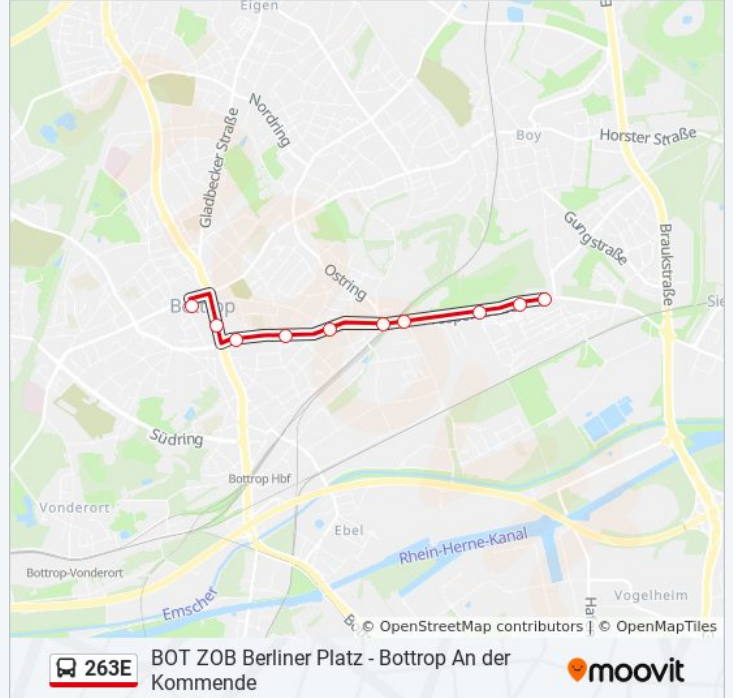 Eigen
Nordring
Gladbecker Straße
Boy
Horster Straße
Gungstraße
Braukstraße
Ostring
Bottrop
Südring
Bottrop Hbf
Vonderort
Ebel
Rhein-Herne-Kanal
Bottrop-Vonderort
Emscher
Vogelheim
© OpenStreetMap contributors | © OpenMapTiles
263E
BOT ZOB Berliner Platz - Bottrop An der
Kommende
moovit